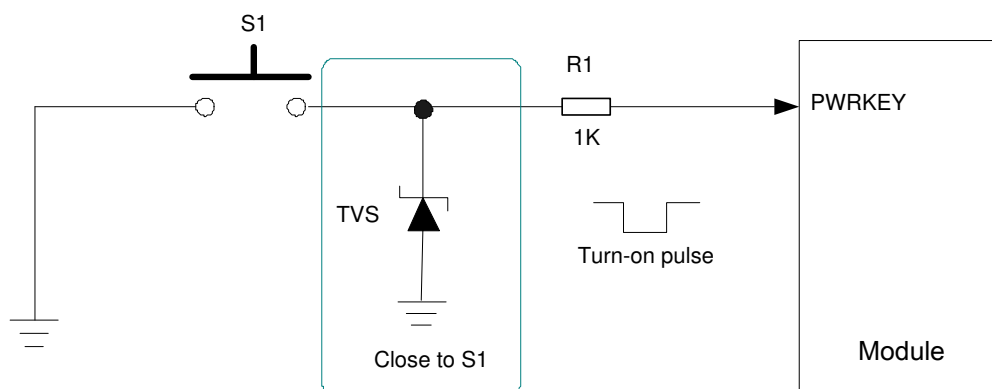 S1
R1
PWRKEY
1K
TVS
Turn-on pulse
Close to S1
Module